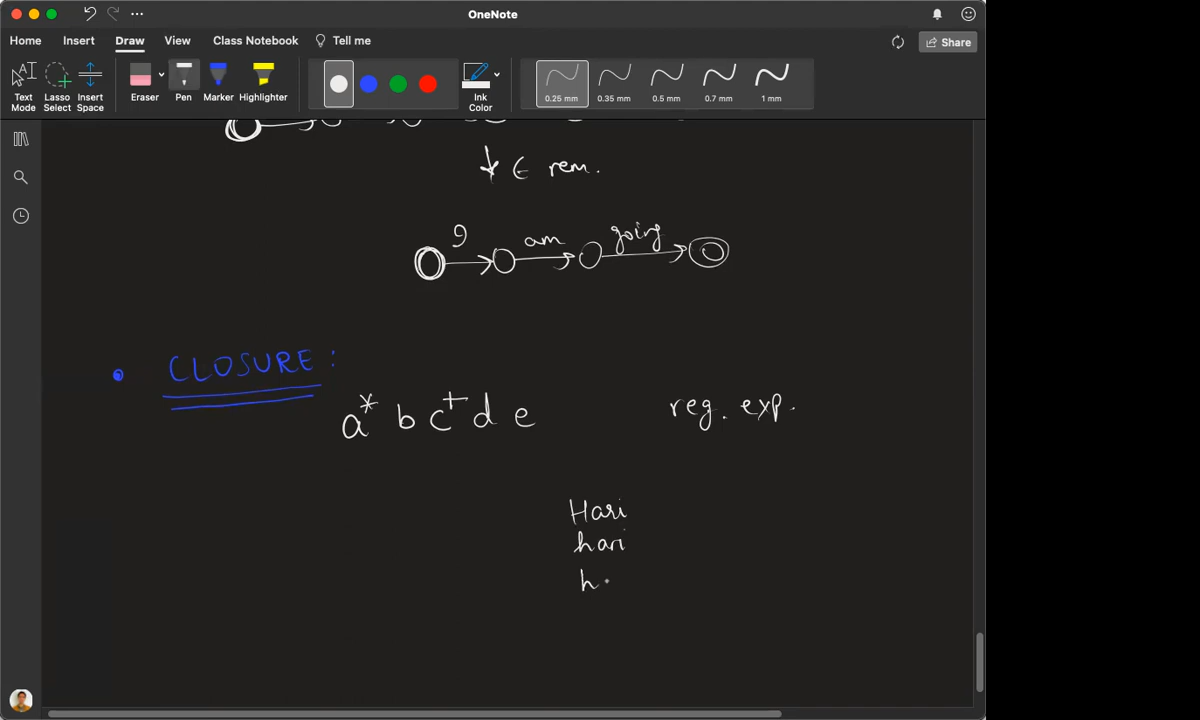 OneNote
Home Insert Draw View Class Notebook Tell me Share
Text Mode
Lasso Select
Insert Space
Eraser Pen Marker Highlighter
Ink Color
0.25 mm 0.35 mm 0.5 mm 0.7 mm 1 mm
↓ ∈ rem.
I am going
• CLOSURE:
a* b c+ d e reg. exp.
Hari
hari
h